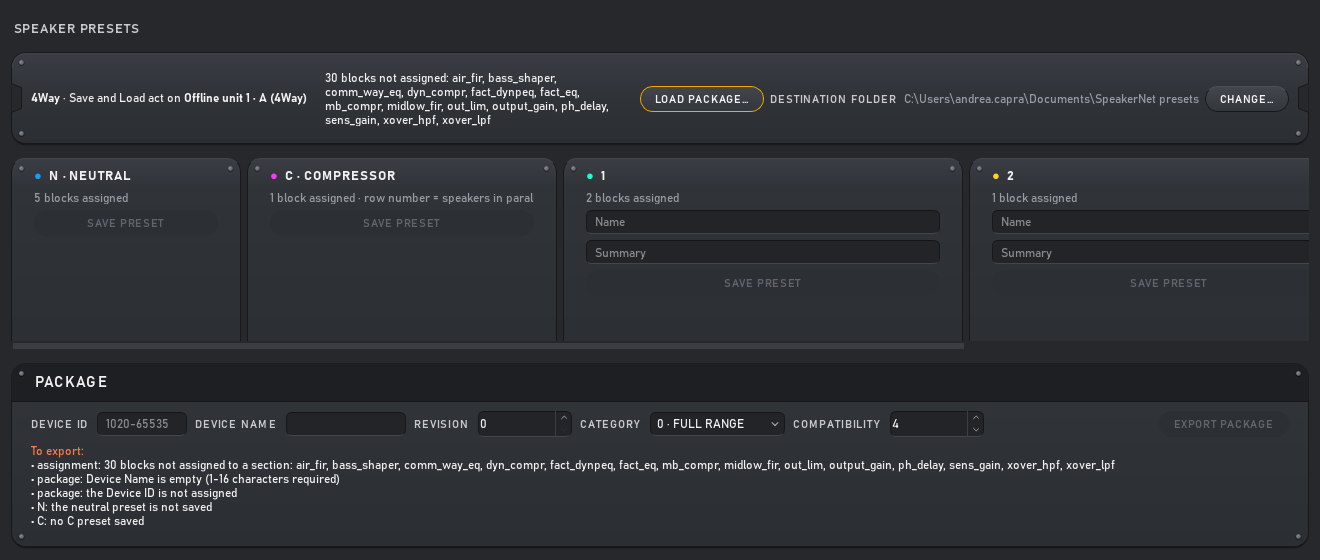 SPEAKER PRESETS
4Way · Save and Load act on Offline unit 1 · A (4Way)
30 blocks not assigned: air_fir, bass_shaper,
comm_way_eq, dyn_compr, fact_dynpeq, fact_eq,
mb_compr, midlow_fir, out_lim, output_gain, ph_delay,
sens_gain, xover_hpf, xover_lpf
LOAD PACKAGE…
DESTINATION FOLDER
C:\Users\andrea.capra\Documents\SpeakerNet presets
CHANGE…
N · NEUTRAL
5 blocks assigned
SAVE PRESET
C · COMPRESSOR
1 block assigned · row number = speakers in paral
SAVE PRESET
1
2 blocks assigned
Name
Summary
SAVE PRESET
2
1 block assigned
Name
Summary
SAVE PRESET
PACKAGE
DEVICE ID
1020-65535
DEVICE NAME
REVISION
0
CATEGORY
0 · FULL RANGE
COMPATIBILITY
4
EXPORT PACKAGE
To export:
• assignment: 30 blocks not assigned to a section: air_fir, bass_shaper, comm_way_eq, dyn_compr, fact_dynpeq, fact_eq, mb_compr, midlow_fir, out_lim, output_gain, ph_delay, sens_gain, xover_hpf, xover_lpf
• package: Device Name is empty (1-16 characters required)
• package: the Device ID is not assigned
• N: the neutral preset is not saved
• C: no C preset saved